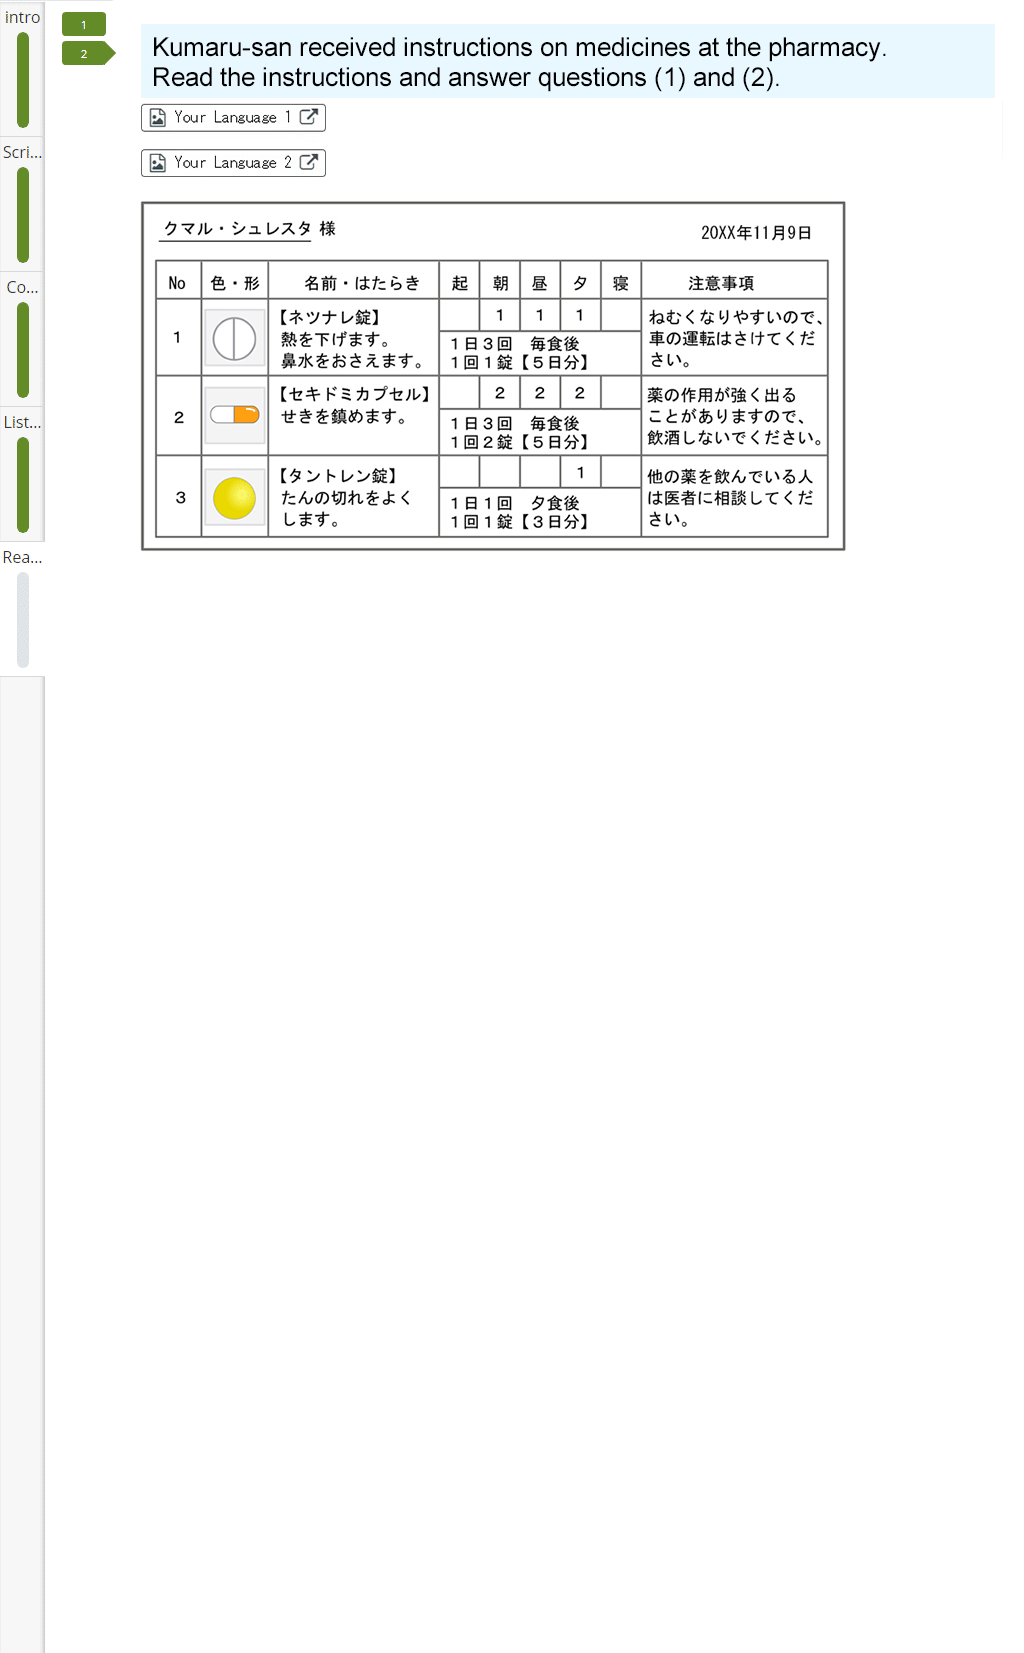 intro
Scri...
Co...
List...
Rea...
1
2
Kumaru-san received instructions on medicines at the pharmacy.
Read the instructions and answer questions (1) and (2).
Your Language 1
Your Language 2
クマル・シュレスタ 様
20XX年11月9日
No 色・形 名前・はたらき 起 朝 昼 夕 寝 注意事項
1
【ネツナレ錠】
熱を下げます。
鼻水をおさえます。
1 1 1
1日3回 毎食後
1回1錠【5日分】
ねむくなりやすいので、
車の運転はさけてくだ
さい。
2
【セキドミカプセル】
せきを鎮めます。
2 2 2
1日3回 毎食後
1回2錠【5日分】
薬の作用が強く出る
ことがありますので、
飲酒しないでください。
3
【タントレン錠】
たんの切れをよく
します。
1
1日1回 夕食後
1回1錠【3日分】
他の薬を飲んでいる人
は医者に相談してくだ
さい。